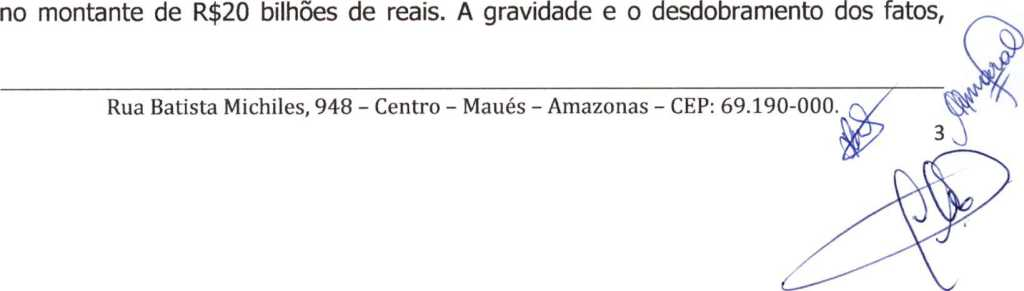 no montante de R$20 bilhões de reais. A gravidade e o desdobramento dos fatos,
Rua Batista Michiles, 948 – Centro – Maués – Amazonas – CEP: 69.190-000.
3